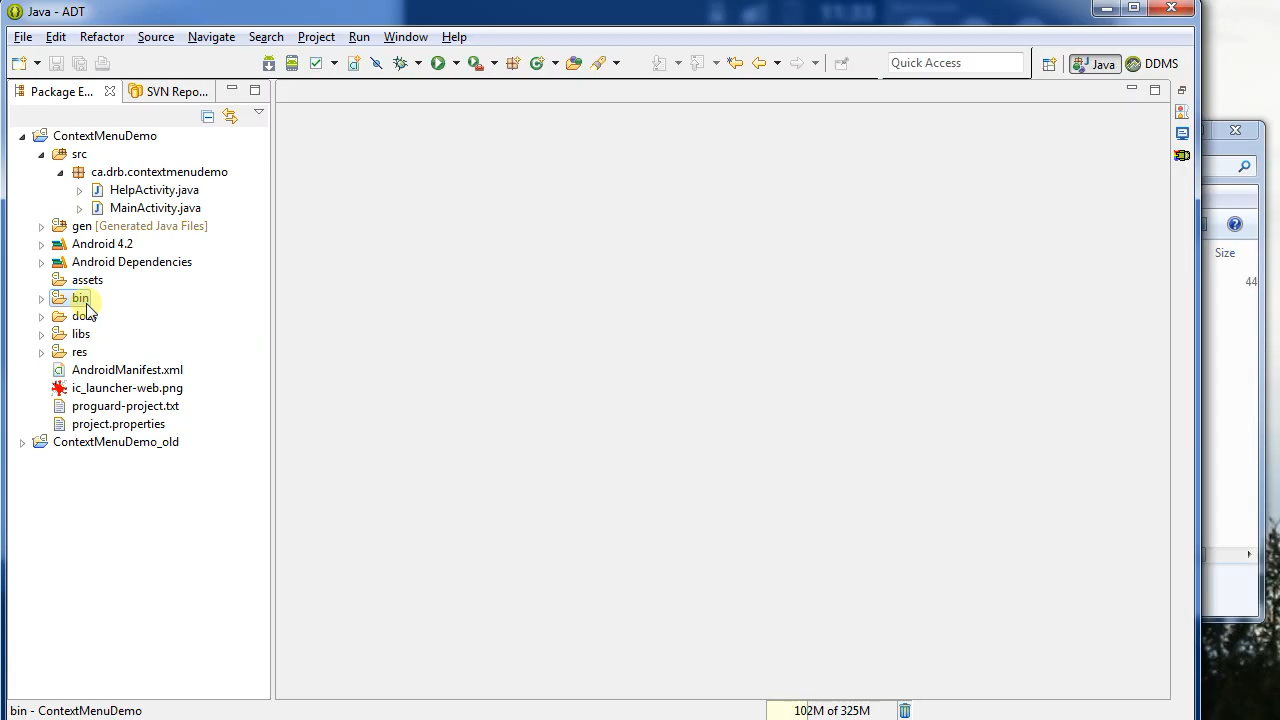 Java - ADT
11:33
File Edit Refactor Source Navigate Search Project Run Window Help
Quick Access
Java
DDMS
Package E...
SVN Repo...
ContextMenuDemo
src
ca.drb.contextmenudemo
HelpActivity.java
MainActivity.java
gen [Generated Java Files]
Android 4.2
Android Dependencies
assets
bin
libs
res
AndroidManifest.xml
ic_launcher-web.png
proguard-project.txt
project.properties
ContextMenuDemo_old
Size
44
bin - ContextMenuDemo
102M of 325M